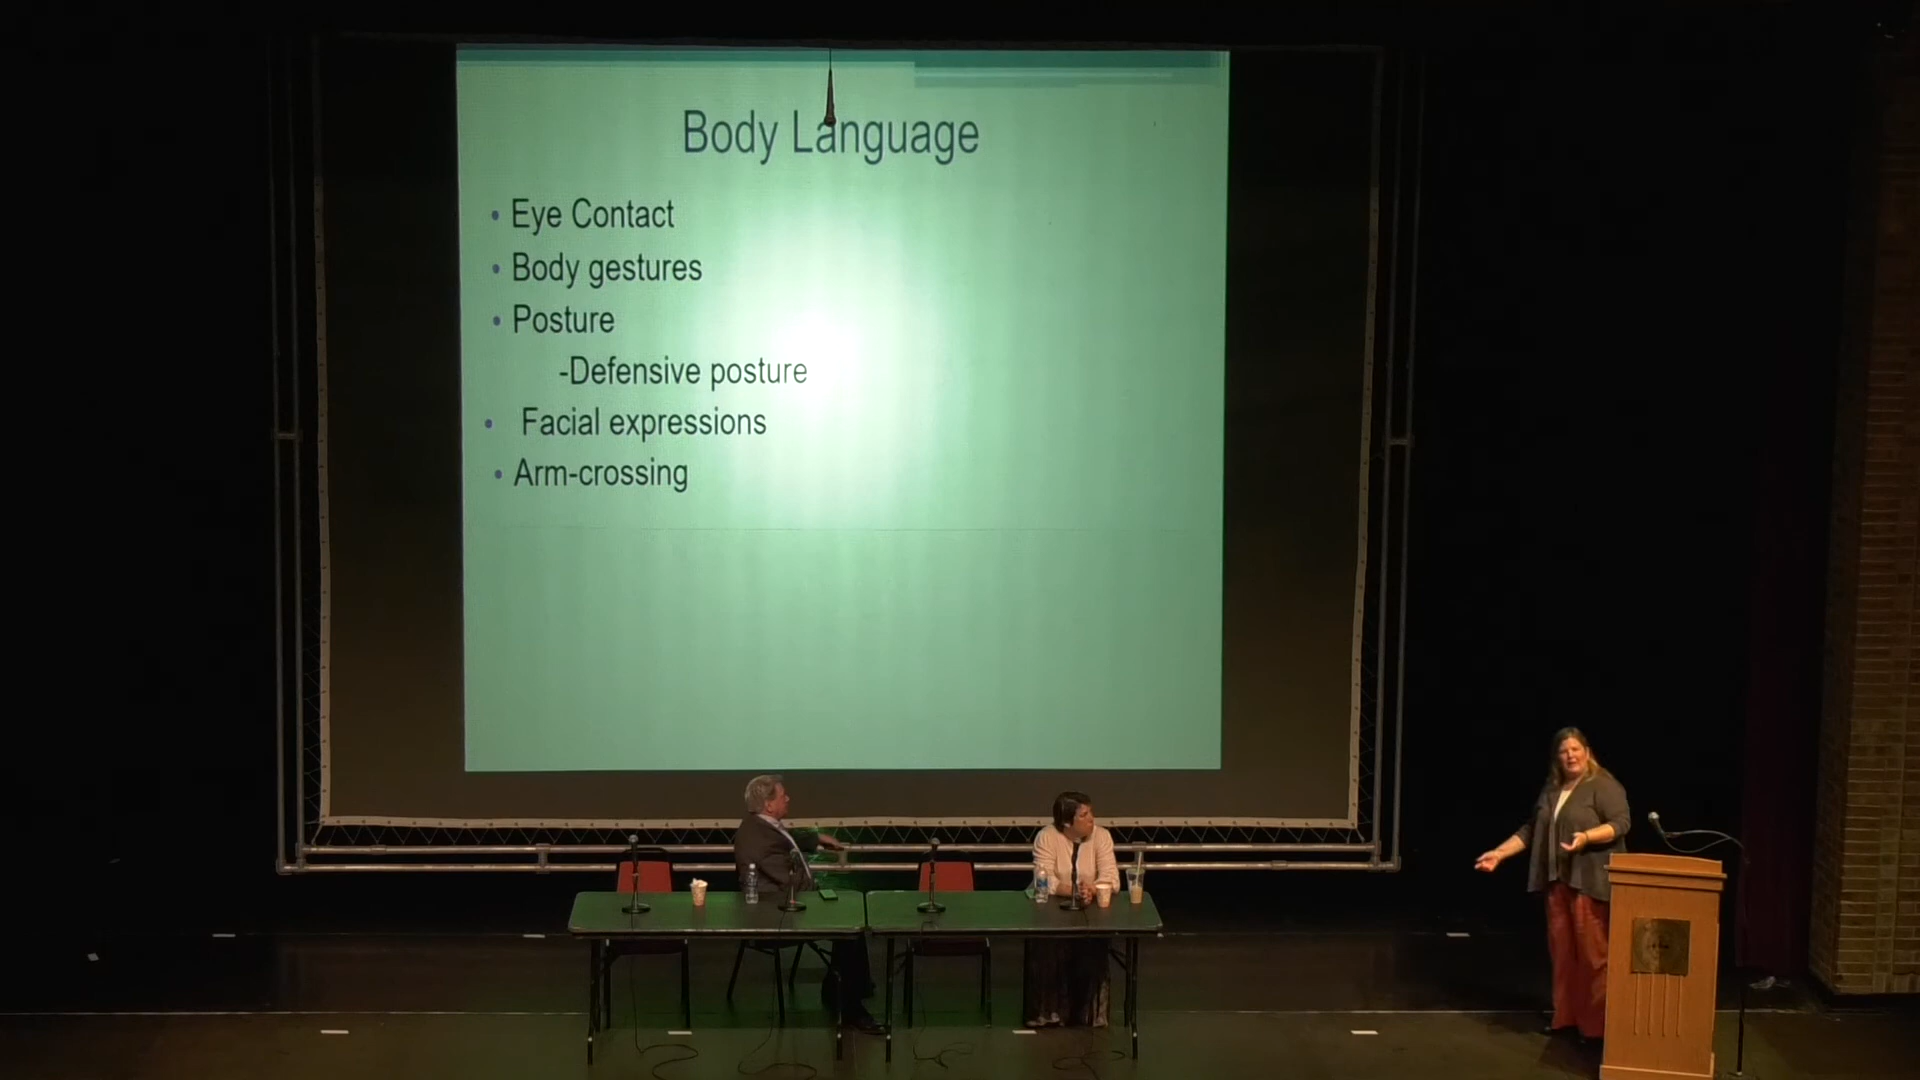 Body Language
• Eye Contact
• Body gestures
• Posture
-Defensive posture
• Facial expressions
• Arm-crossing